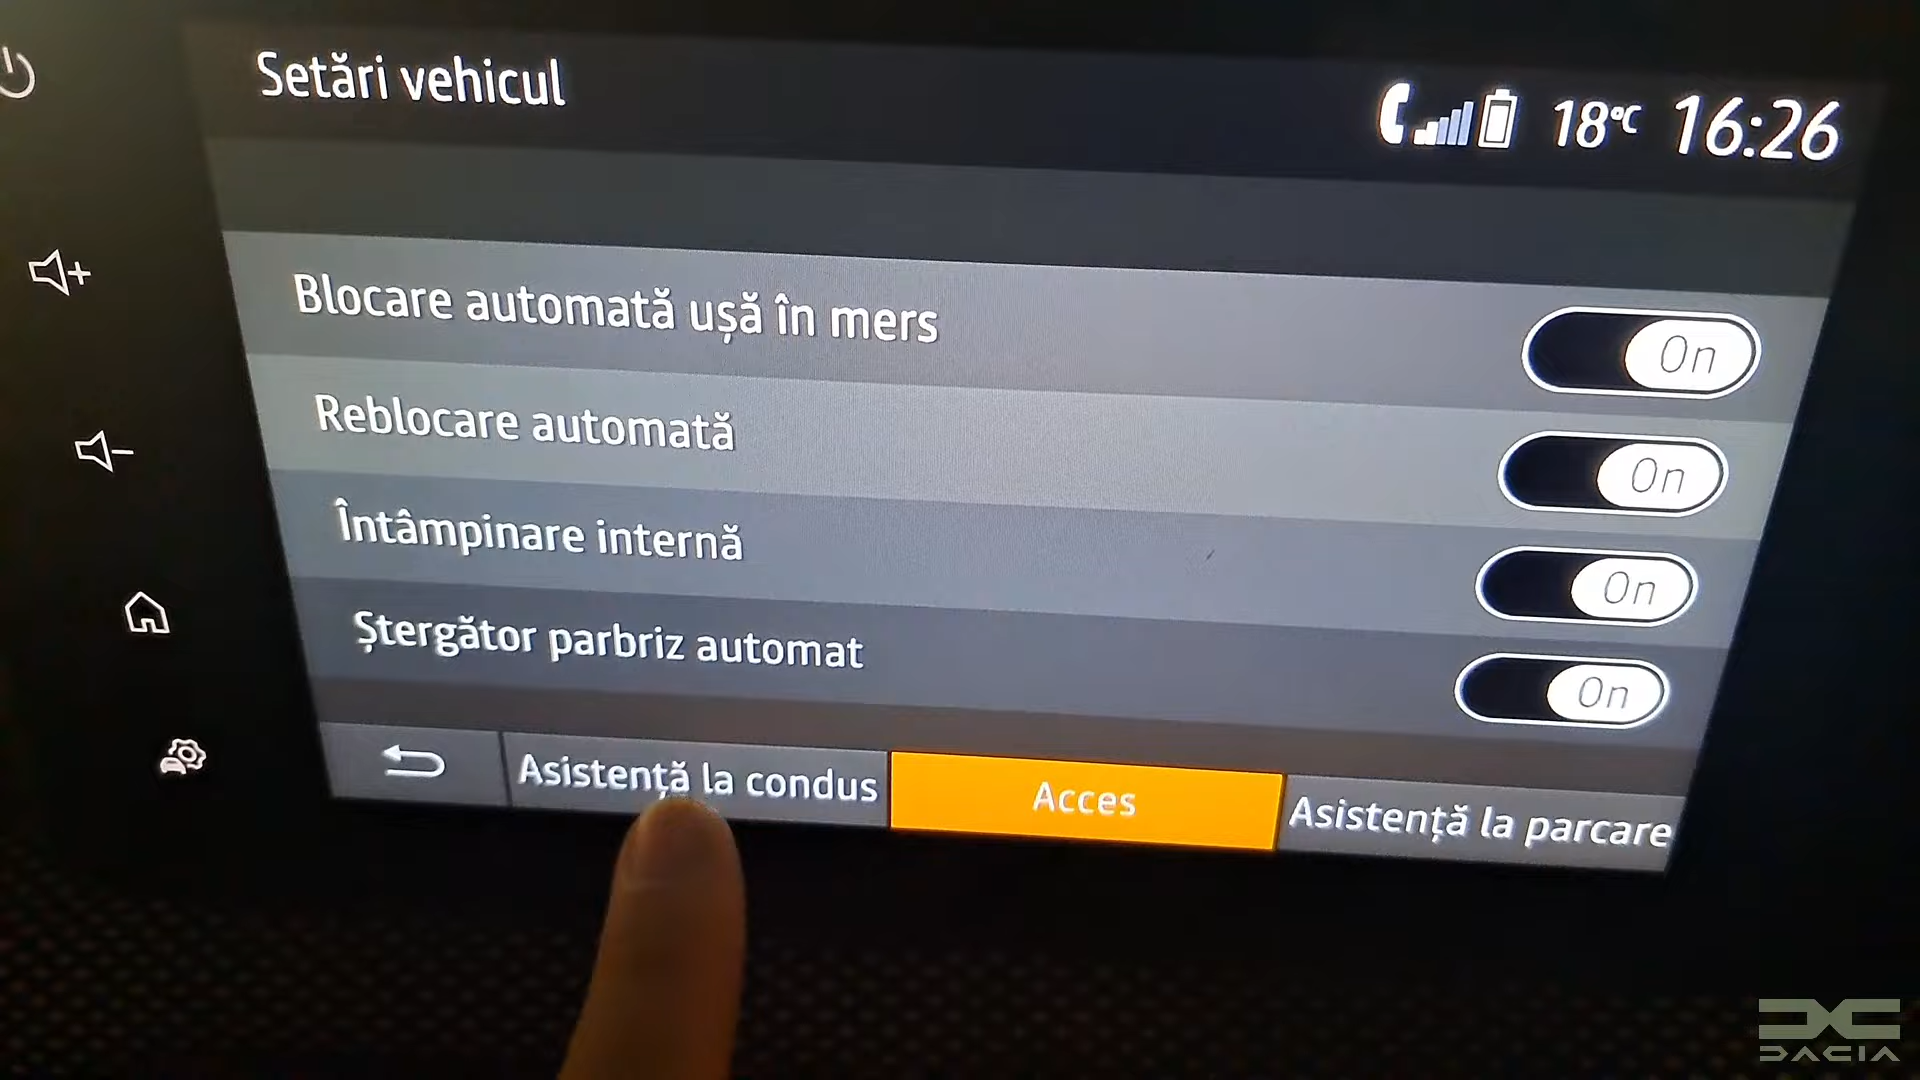 Setări vehicul
18°C 16:26
Blocare automată ușă în mers On
Reblocare automată On
Întâmpinare internă On
Ștergător parbriz automat On
Asistență la condus Acces Asistență la parcare
DACIA